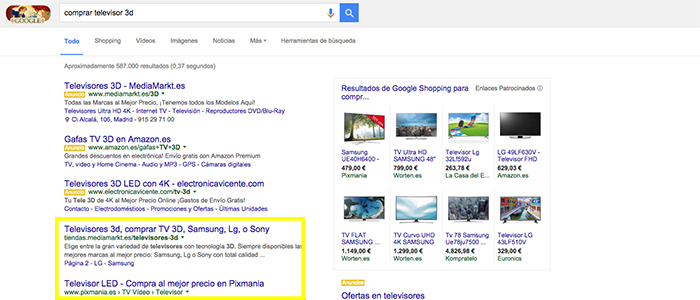 GOOGLE
comprar televisor 3d
Todo Shopping Vídeos Imágenes Noticias Más Herramientas de búsqueda
Aproximadamente 587.000 resultados (0,37 segundos)
Televisores 3D - MediaMarkt.es
Anuncio www.mediamarkt.es/3D
Todas las Marcas al Mejor Precio, ¡Tenemos todos los Modelos Aquí!
Televisores Ultra HD 4K - Internet TV - Televisión - Reproductores DVD/Blu-Ray
C\ Alcalá, 106, Madrid - 915 29 71 00
Gafas TV 3D en Amazon.es
Anuncio www.amazon.es/gafas+TV+3D
Grandes descuentos en electrónica! Envío gratis con Amazon Premium
TV, vídeo y Home Cinema - Audio y MP3 - GPS - Cámaras digitales
Televisores 3D LED con 4K - electronicavicente.com
Anuncio www.electronicavicente.com/tv-3d
Tu Tele 3D de 4K al Mejor Precio Online ¡Gastos de Envío Gratis!
Contacto - Electrodomésticos - Promociones y Ofertas - Últimas Unidades
Televisores 3d, comprar TV 3D, Samsung, Lg, o Sony
tiendas.mediamarkt.es/televisores-3d
Elige entre la gran variedad de televisores con tecnología 3D. Siempre disponibles las
mejores marcas al mejor precio: Samsung, Lg o Sony con total calidad ...
Página 2 - LG - Samsung
Televisor LED - Compra al mejor precio en Pixmania
www.pixmania.es › TV Vídeo › Televisor
Resultados de Google Shopping para compr... Enlaces Patrocinados
Samsung UE40H6400 - 479,00 € Pixmania
TV Ultra HD SAMSUNG 48" 799,00 € Worten.es
Televisor Lg 32Lf592u 263,78 € La Casa del E...
LG 49LF630V - Televisor FHD 629,03 € Amazon.es
TV FLAT SAMSUNG 1.149,00 € Worten.es
TV Curvo UHD SAMSUNG 4K 1.299,00 € Worten.es
Tv 78 Samsung Ue78ju7500 ... 4.826,98 € Kompratelo
Televisor LG 43LF510V 329,00 € Euronics
Ofertas en televisores